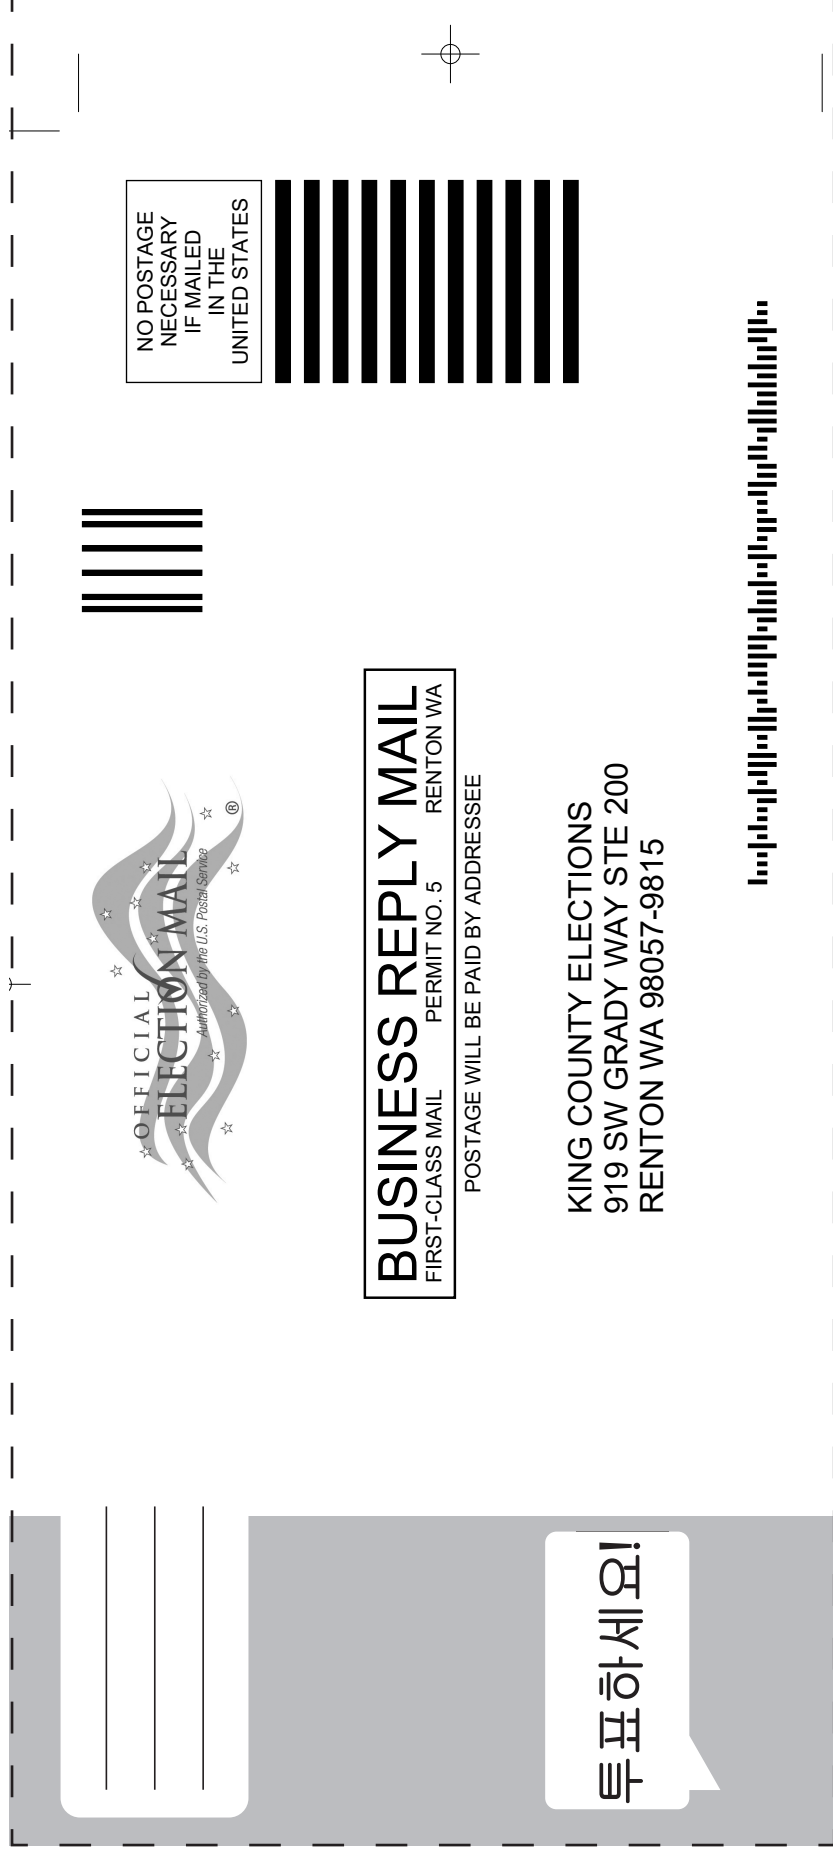 NO POSTAGE
NECESSARY
IF MAILED
IN THE
UNITED STATES
OFFICIAL
ELECTION MAIL
Authorized by the U.S. Postal Service
®
BUSINESS REPLY MAIL
FIRST-CLASS MAIL PERMIT NO. 5 RENTON WA
POSTAGE WILL BE PAID BY ADDRESSEE
KING COUNTY ELECTIONS
919 SW GRADY WAY STE 200
RENTON WA 98057-9815
투표하세요!